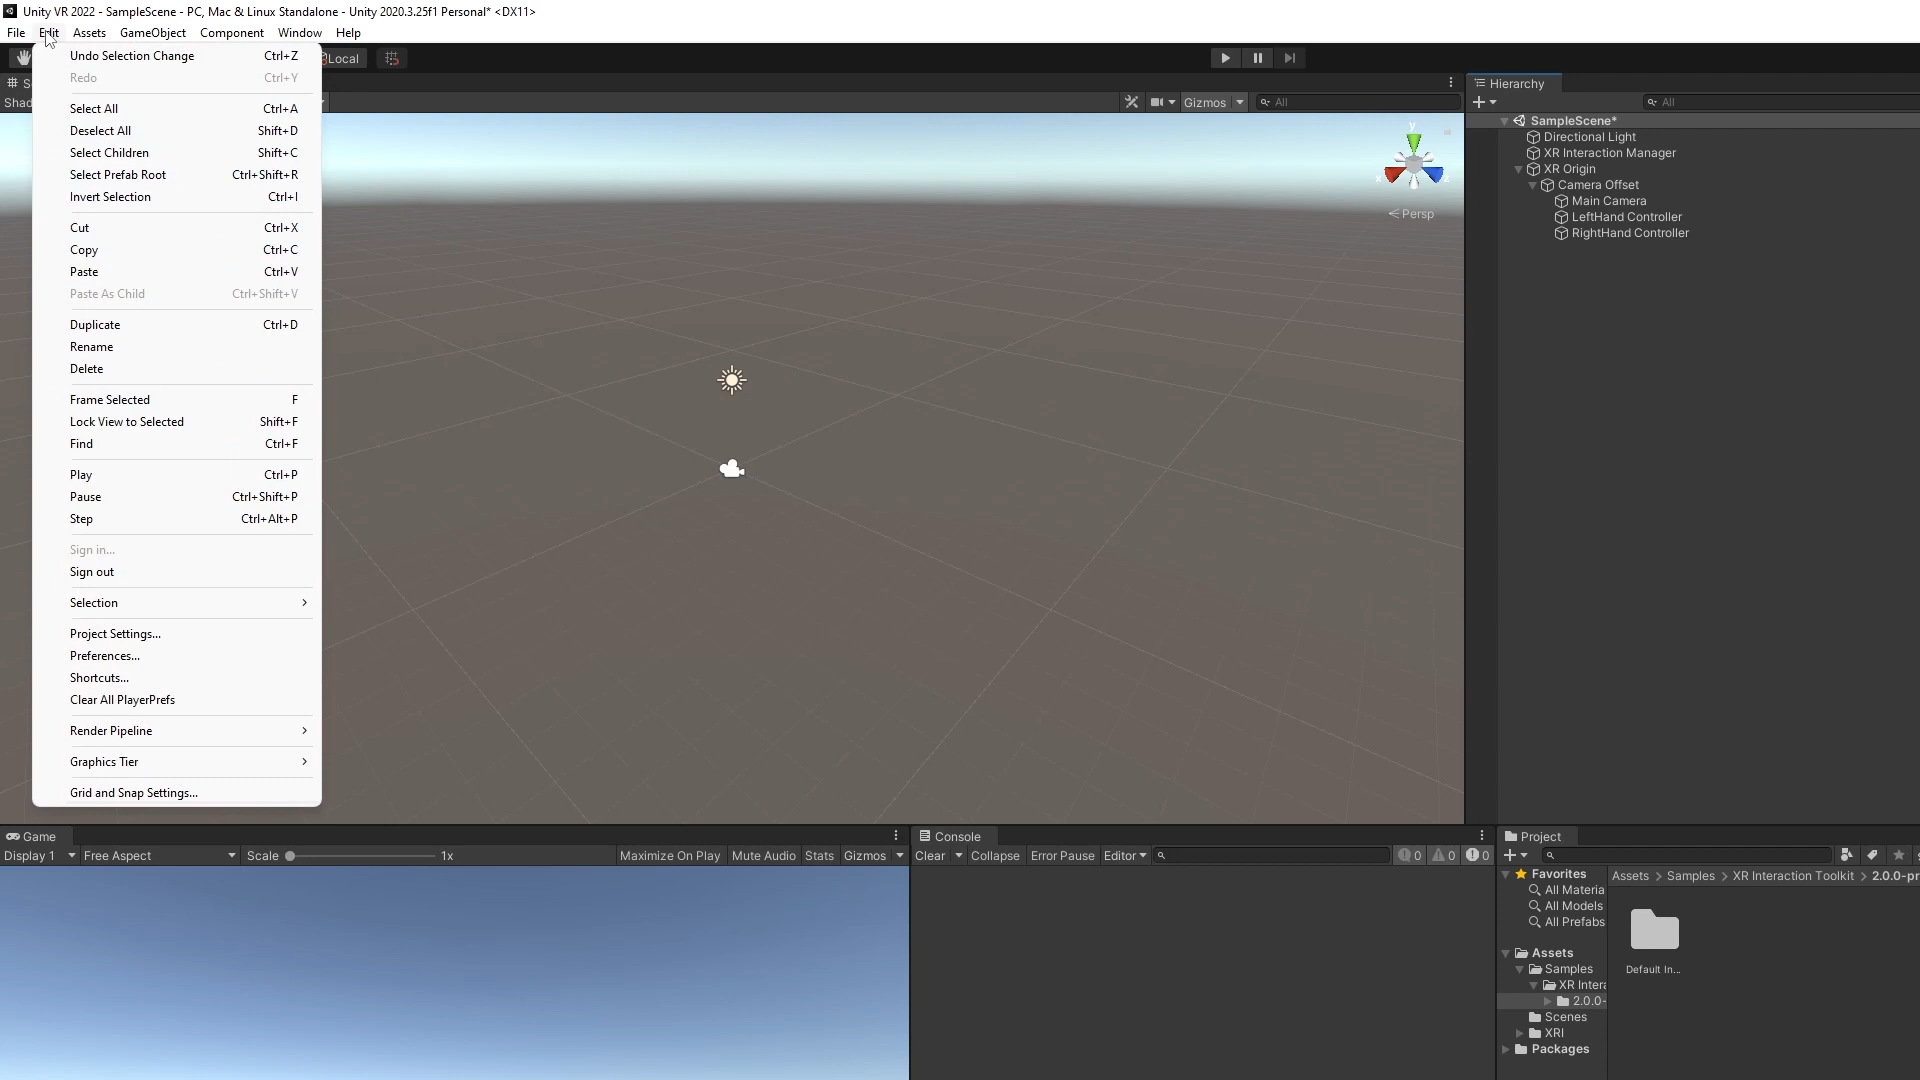 Unity VR 2022 - SampleScene - PC, Mac & Linux Standalone - Unity 2020.3.25f1 Personal* <DX11>
File Edit Assets GameObject Component Window Help
Undo Selection Change Ctrl+Z
Redo Ctrl+Y
Select All Ctrl+A
Deselect All Shift+D
Select Children Shift+C
Select Prefab Root Ctrl+Shift+R
Invert Selection Ctrl+I
Cut Ctrl+X
Copy Ctrl+C
Paste Ctrl+V
Paste As Child Ctrl+Shift+V
Duplicate Ctrl+D
Rename
Delete
Frame Selected F
Lock View to Selected Shift+F
Find Ctrl+F
Play Ctrl+P
Pause Ctrl+Shift+P
Step Ctrl+Alt+P
Sign in...
Sign out
Selection
Project Settings...
Preferences...
Shortcuts...
Clear All PlayerPrefs
Render Pipeline
Graphics Tier
Grid and Snap Settings...
Local
S
Shad
Gizmos All
y
x z
Persp
Hierarchy
All
SampleScene*
Directional Light
XR Interaction Manager
XR Origin
Camera Offset
Main Camera
LeftHand Controller
RightHand Controller
Game
Display 1 Free Aspect Scale 1x Maximize On Play Mute Audio Stats Gizmos
Console
Clear Collapse Error Pause Editor 0 0 0
Project
Favorites
All Materia
All Models
All Prefabs
Assets
Samples
XR Intera
2.0.0-
Scenes
XRI
Packages
Assets > Samples > XR Interaction Toolkit > 2.0.0-pr
Default In...